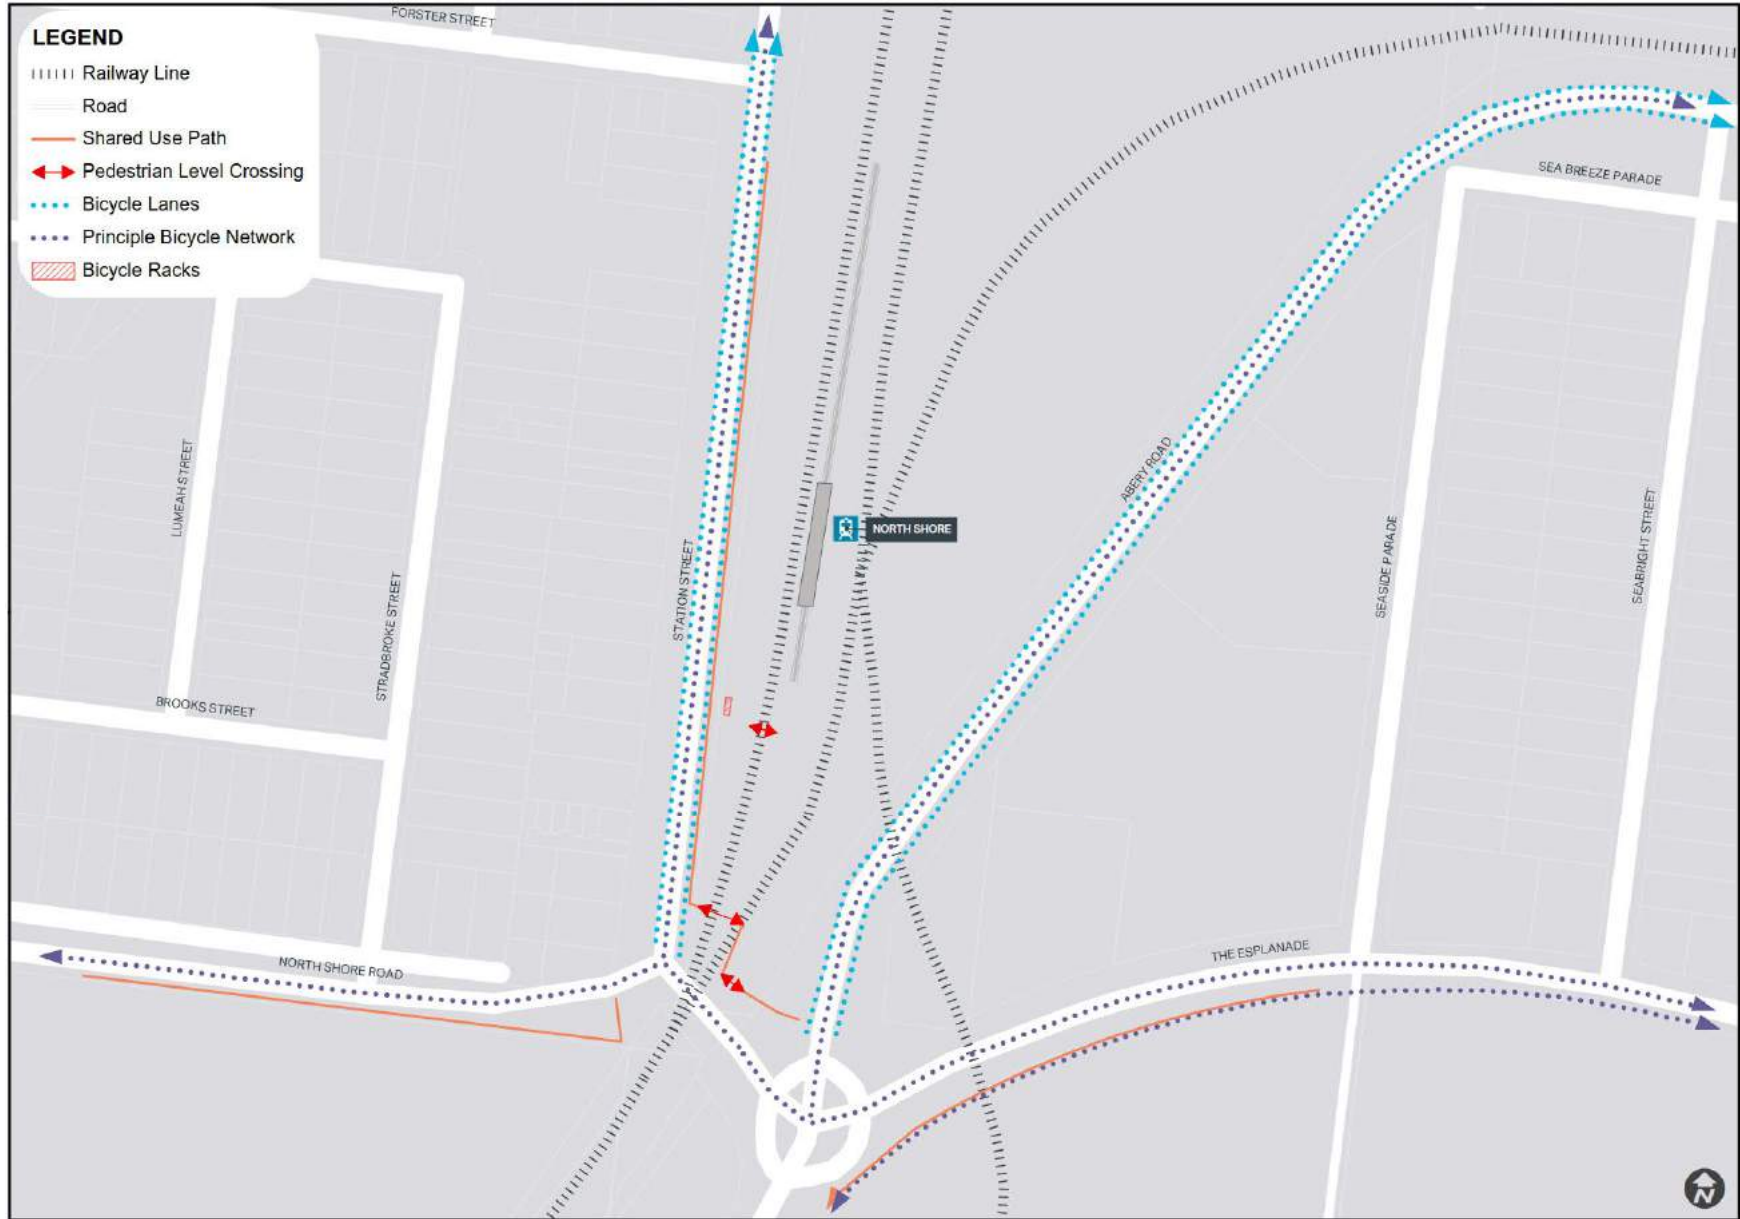 FORSTER STREET
LEGEND
Railway Line
Road
Shared Use Path
Pedestrian Level Crossing
Bicycle Lanes
Principle Bicycle Network
Bicycle Racks
SEA BREEZE PARADE
LUMEAH STREET
STRADBROKE STREET
STATION STREET
NORTH SHORE
ABERY ROAD
SEASIDE PARADE
SEABRIGHT STREET
BROOKS STREET
NORTH SHORE ROAD
THE ESPLANADE
N